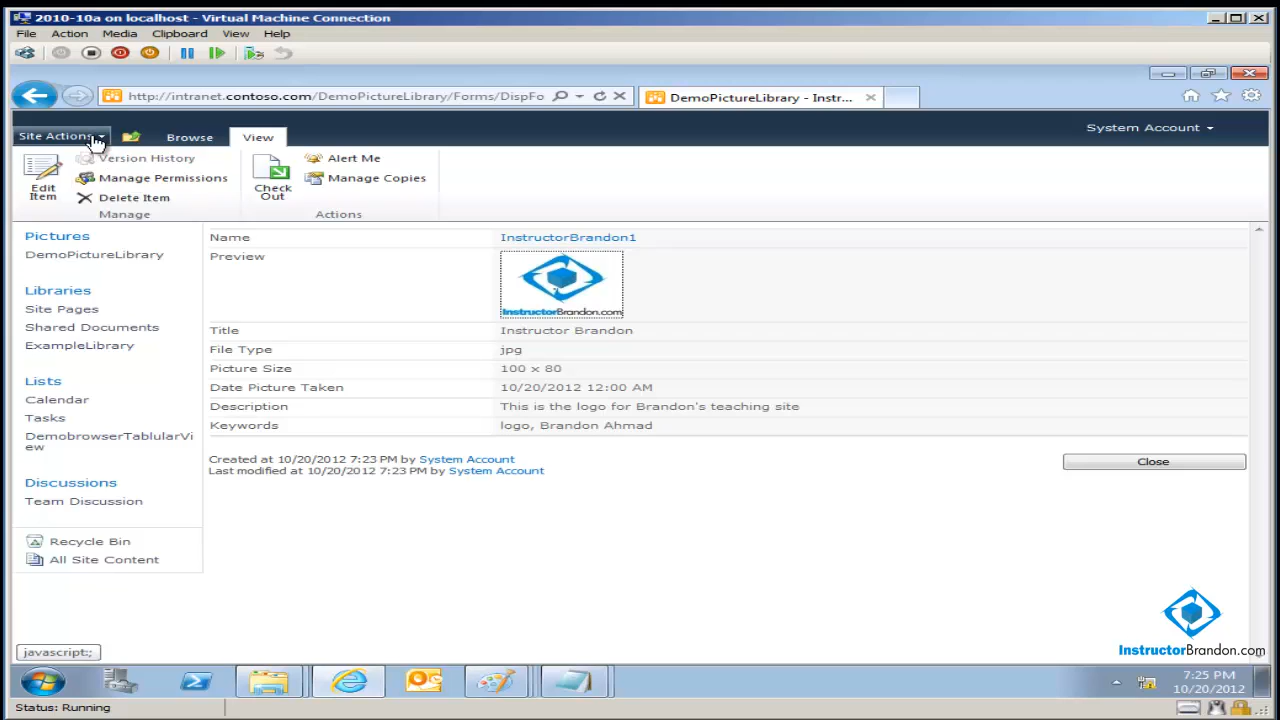 2010-10a on localhost - Virtual Machine Connection
File Action Media Clipboard View Help
http://intranet.contoso.com/DemoPictureLibrary/Forms/DispFo
DemoPictureLibrary - Instr...
Site Actions
Browse
View
System Account
Edit Item
Version History
Manage Permissions
Delete Item
Manage
Check Out
Alert Me
Manage Copies
Actions
Pictures
DemoPictureLibrary
Libraries
Site Pages
Shared Documents
ExampleLibrary
Lists
Calendar
Tasks
DemobrowserTablularVi
ew
Discussions
Team Discussion
Recycle Bin
All Site Content
Name InstructorBrandon1
Preview
InstructorBrandon.com
Title Instructor Brandon
File Type jpg
Picture Size 100 x 80
Date Picture Taken 10/20/2012 12:00 AM
Description This is the logo for Brandon's teaching site
Keywords logo, Brandon Ahmad
Created at 10/20/2012 7:23 PM by System Account
Last modified at 10/20/2012 7:23 PM by System Account
Close
InstructorBrandon.com
javascript:;
7:25 PM
10/20/2012
Status: Running